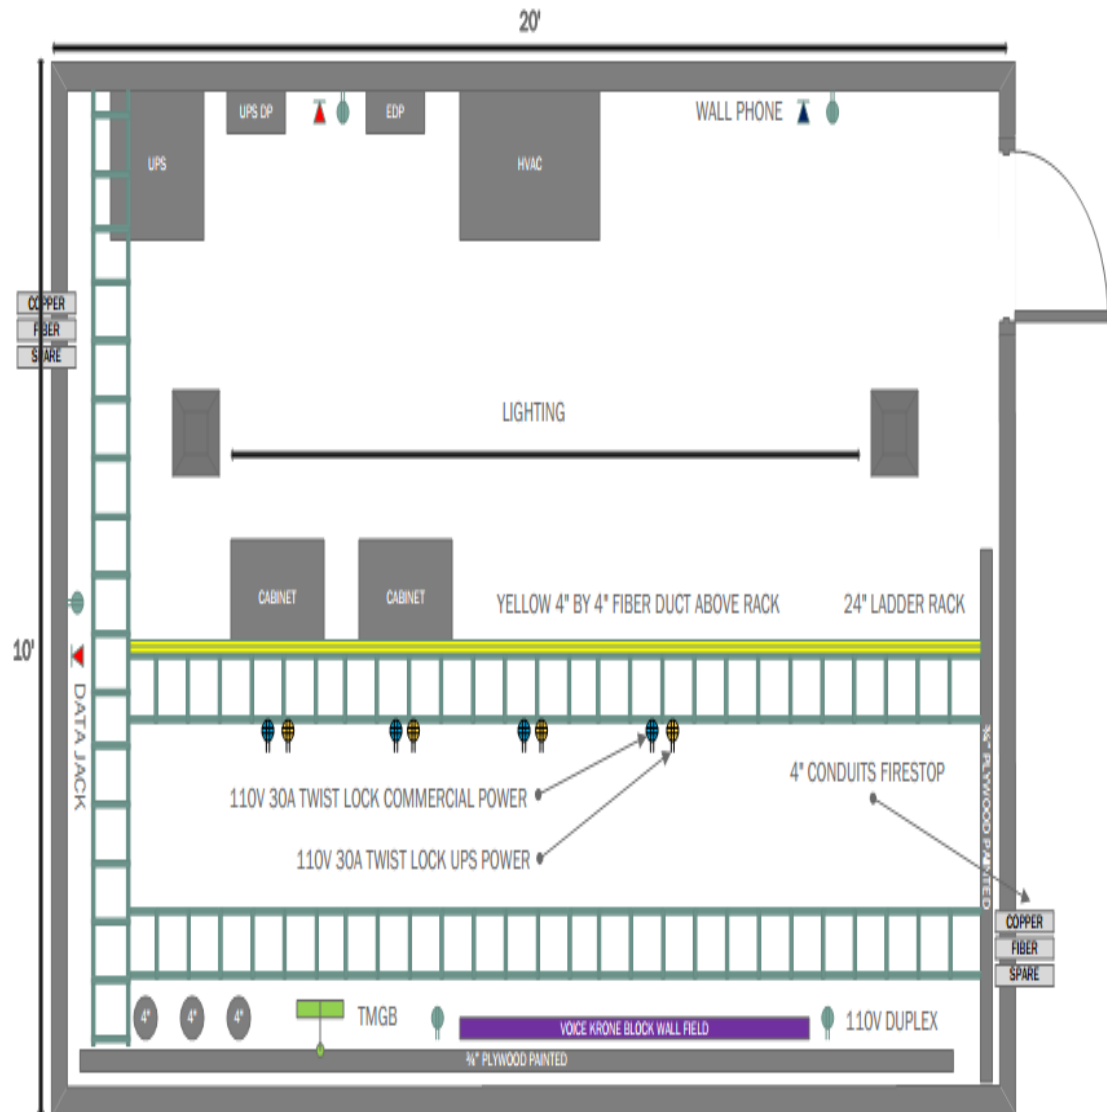 20'
UPS DP
EDP
WALL PHONE
UPS
HVAC
COPPER
FIBER
SPARE
LIGHTING
CABINET
CABINET
YELLOW 4" BY 4" FIBER DUCT ABOVE RACK
24" LADDER RACK
10'
DATA JACK
¾" PLYWOOD PAINTED
4" CONDUITS FIRESTOP
110V 30A TWIST LOCK COMMERCIAL POWER
110V 30A TWIST LOCK UPS POWER
COPPER
FIBER
SPARE
4"
4"
4"
TMGB
VOICE KRONE BLOCK WALL FIELD
110V DUPLEX
¾" PLYWOOD PAINTED